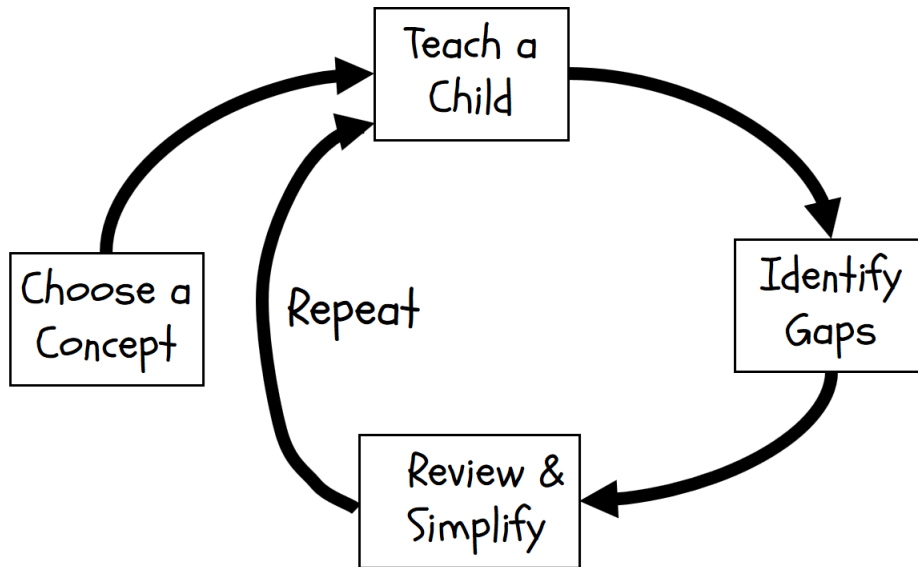 Teach a
Child
Choose a
Concept
Repeat
Identify
Gaps
Review &
Simplify